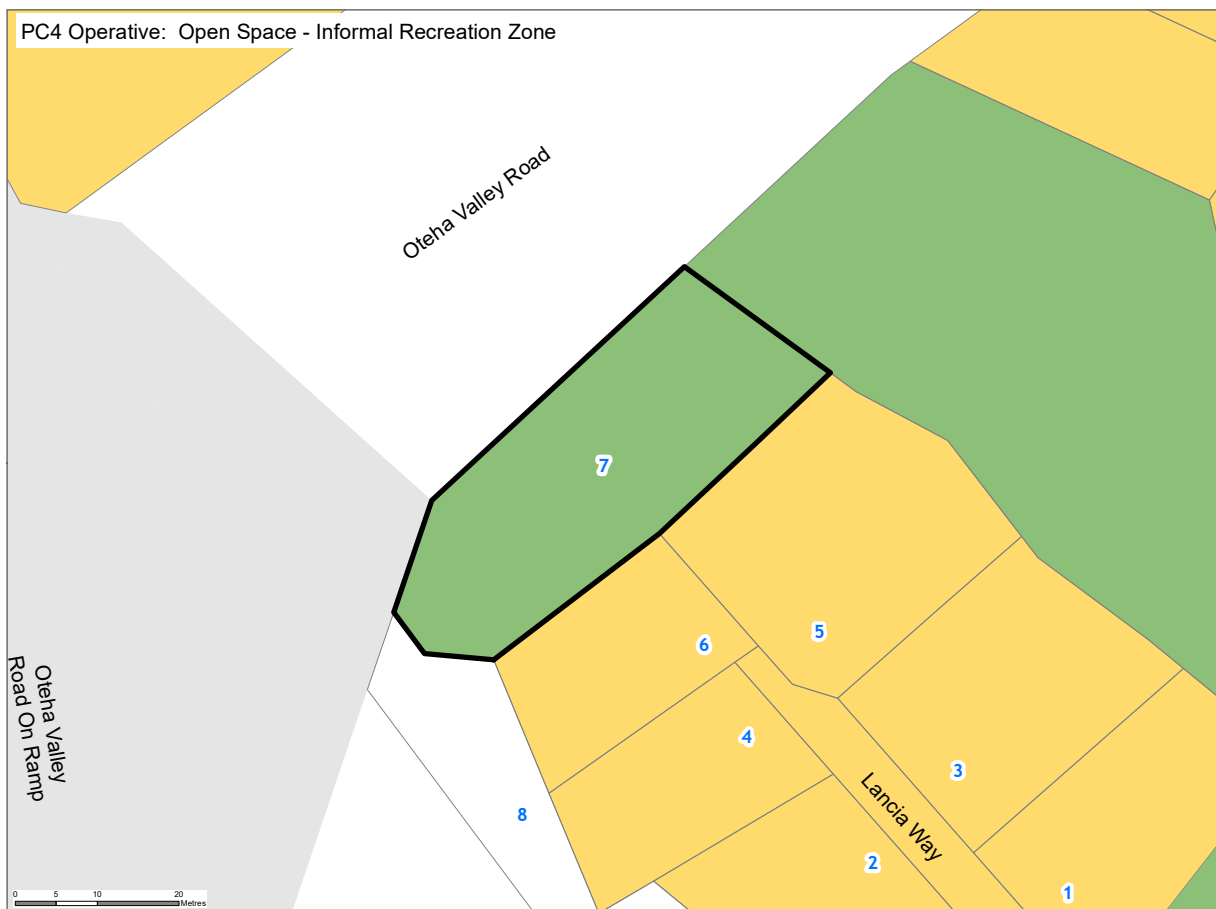 PC4 Operative: Open Space - Informal Recreation Zone
Oteha Valley Road
7
5
6
4
3
Oteha Valley
Road On Ramp
Lancia Way
8
2
1
0 5 10 20
Metres